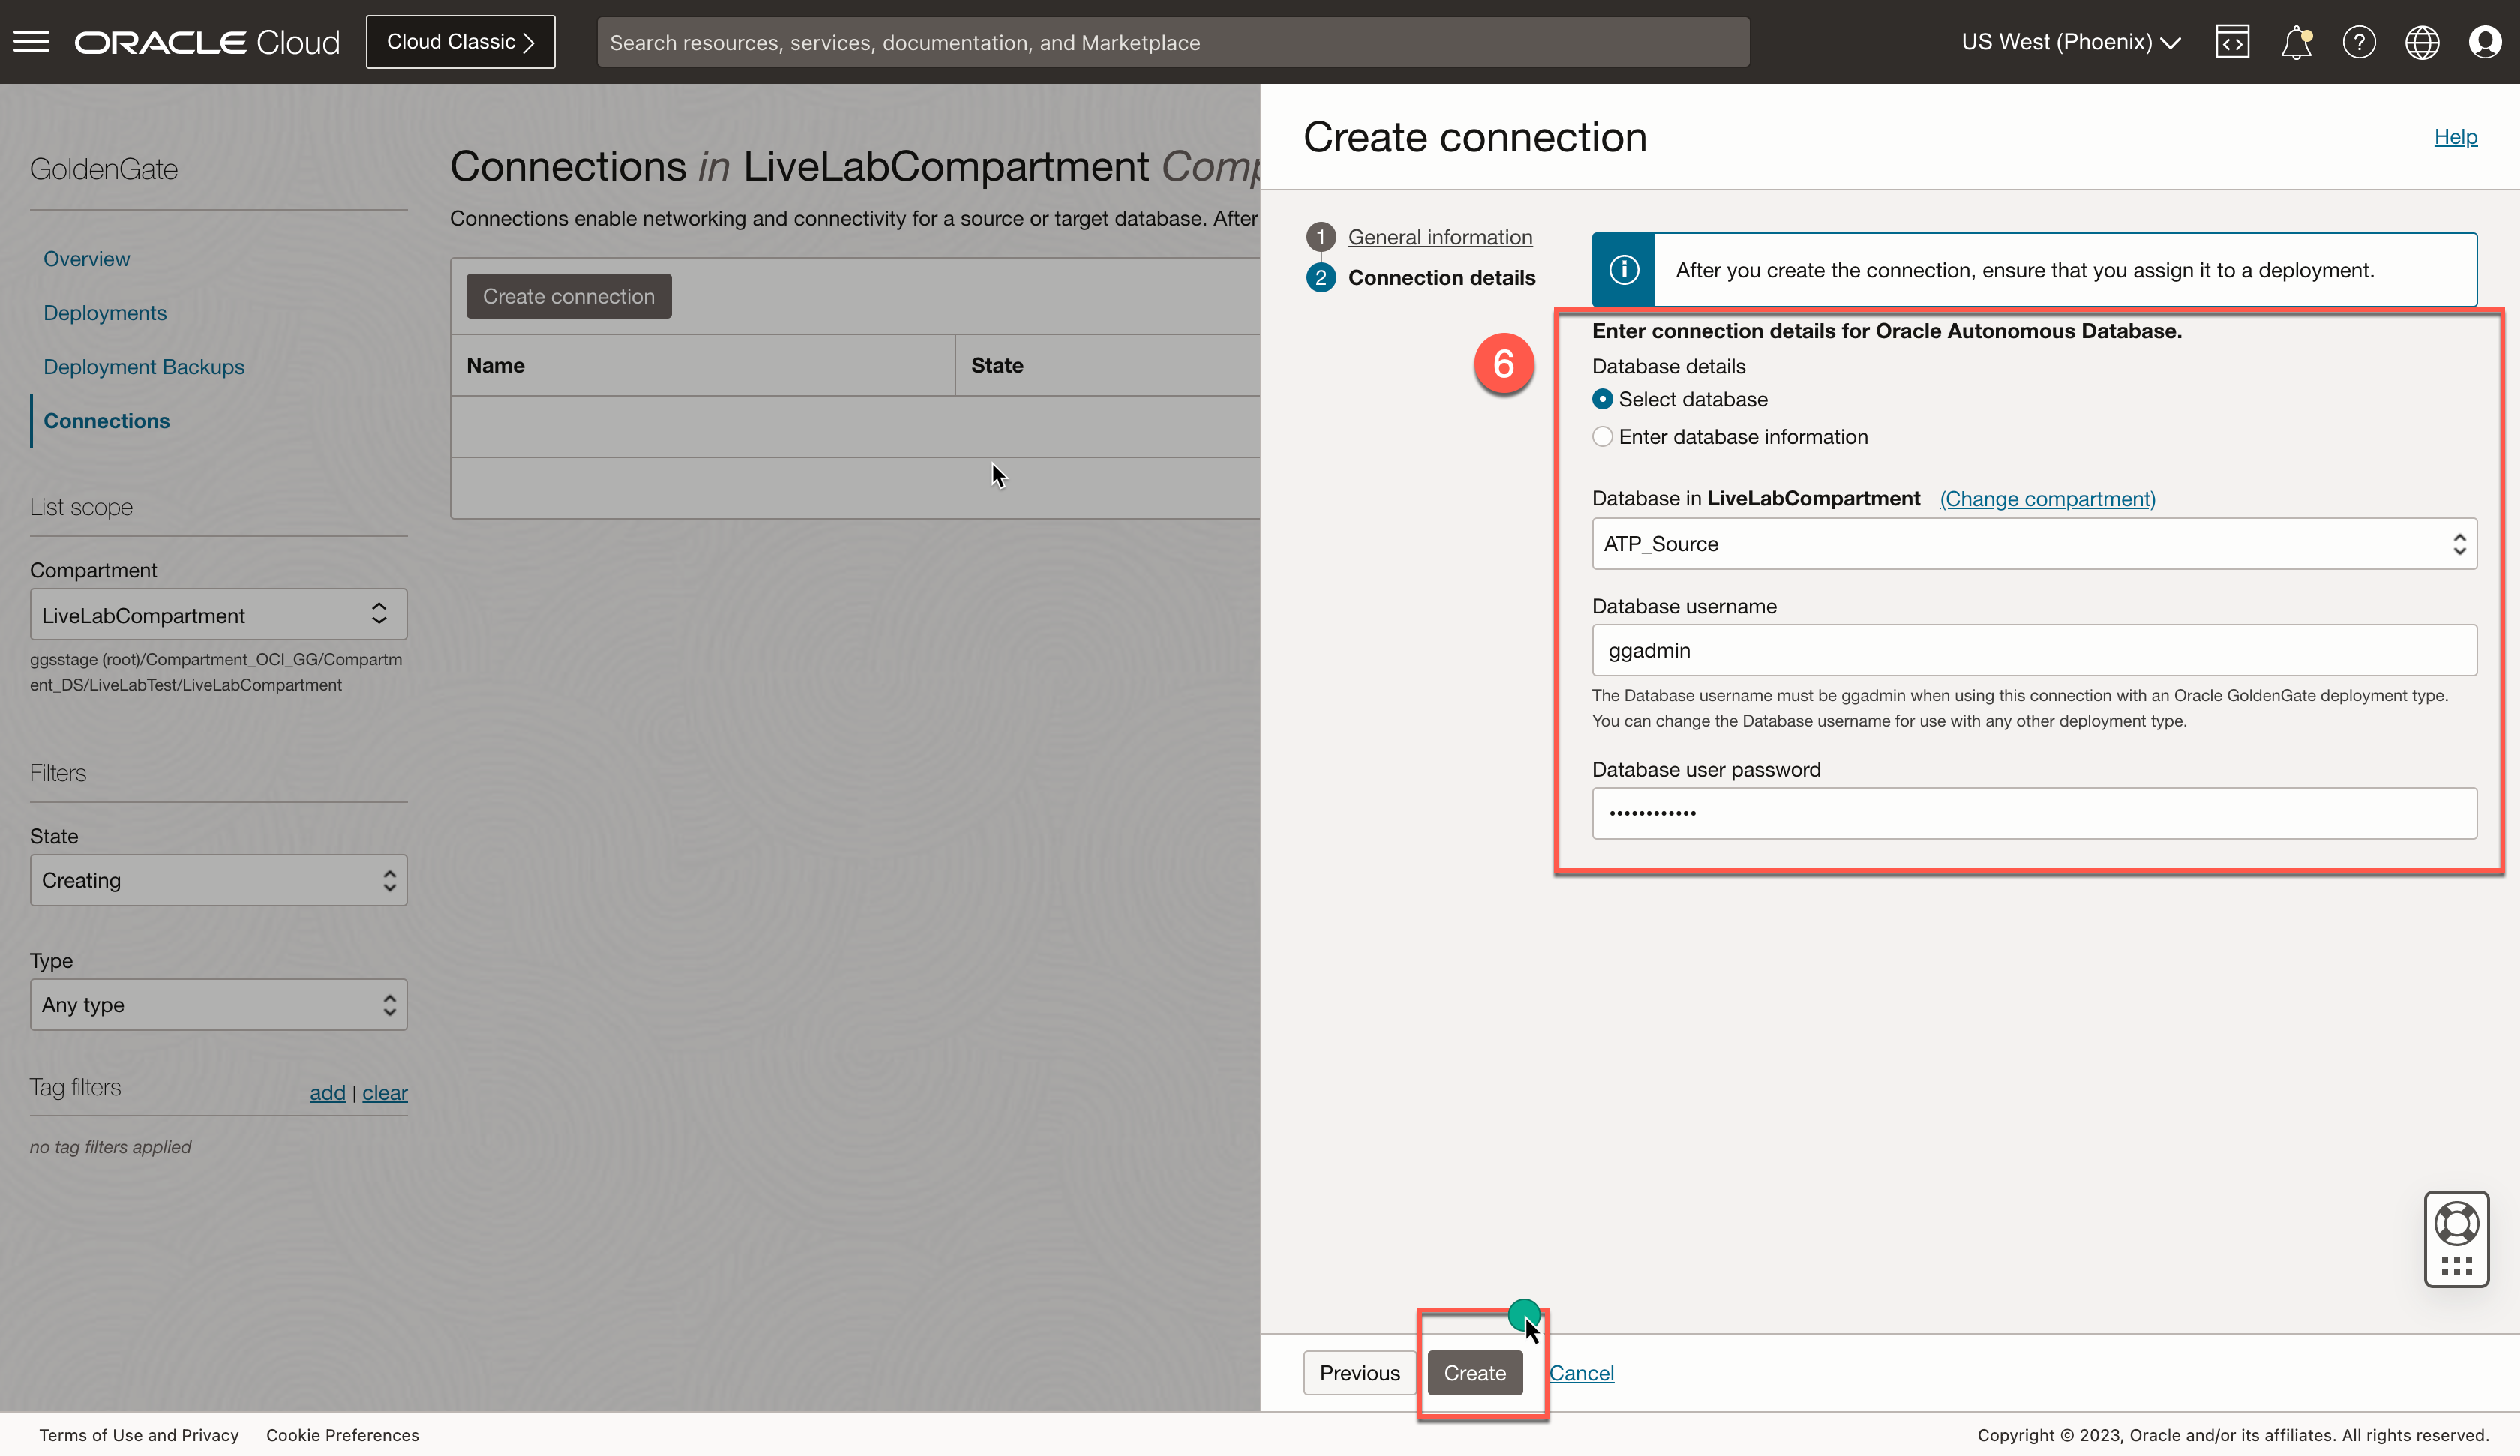 ORACLE Cloud
Cloud Classic
Search resources, services, documentation, and Marketplace
US West (Phoenix)
GoldenGate
Overview
Deployments
Deployment Backups
Connections
List scope
Compartment
LiveLabCompartment
ggsstage (root)/Compartment_OCI_GG/Compartm
ent_DS/LiveLabTest/LiveLabCompartment
Filters
State
Creating
Type
Any type
Tag filters
add | clear
no tag filters applied
Connections in LiveLabCompartment Comp
Connections enable networking and connectivity for a source or target database. After
Create connection
Name State
Create connection
Help
1 General information
2 Connection details
After you create the connection, ensure that you assign it to a deployment.
6
Enter connection details for Oracle Autonomous Database.
Database details
Select database
Enter database information
Database in LiveLabCompartment (Change compartment)
ATP_Source
Database username
ggadmin
The Database username must be ggadmin when using this connection with an Oracle GoldenGate deployment type.
You can change the Database username for use with any other deployment type.
Database user password
••••••••••••
Previous Create Cancel
Terms of Use and Privacy Cookie Preferences
Copyright © 2023, Oracle and/or its affiliates. All rights reserved.